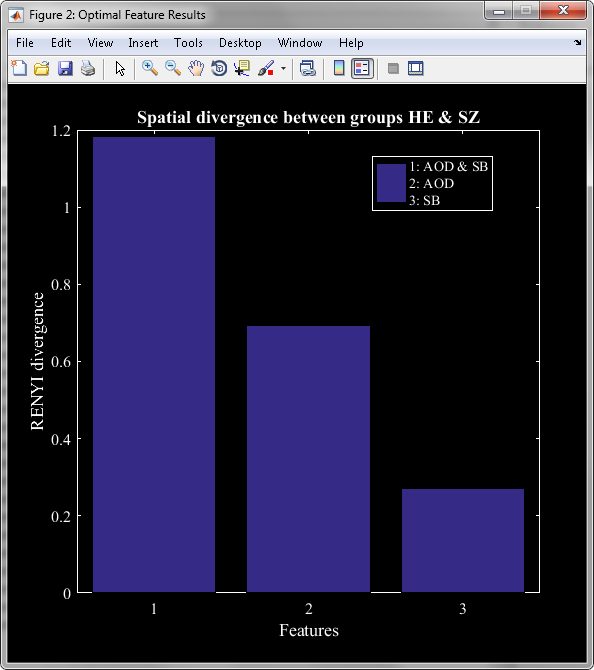 Figure 2: Optimal Feature Results
File Edit View Insert Tools Desktop Window Help
Spatial divergence between groups HE & SZ
1.2
1
0.8
0.6
0.4
0.2
0
RENYI divergence
1: AOD & SB
2: AOD
3: SB
1 2 3
Features